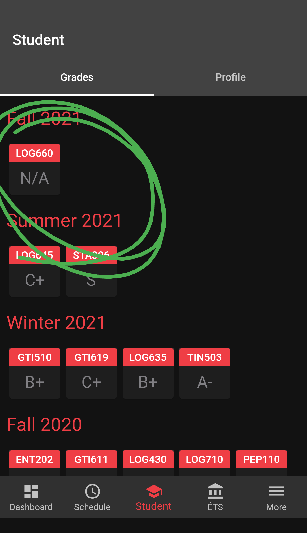 Student
Grades Profile
Fall 2021
LOG660
N/A
Summer 2021
LOG645 STA206
C+ S
Winter 2021
GTI510 GTI619 LOG635 TIN503
B+ C+ B+ A-
Fall 2020
ENT202 GTI611 LOG430 LOG710 PEP110
Dashboard Schedule Student ÉTS More